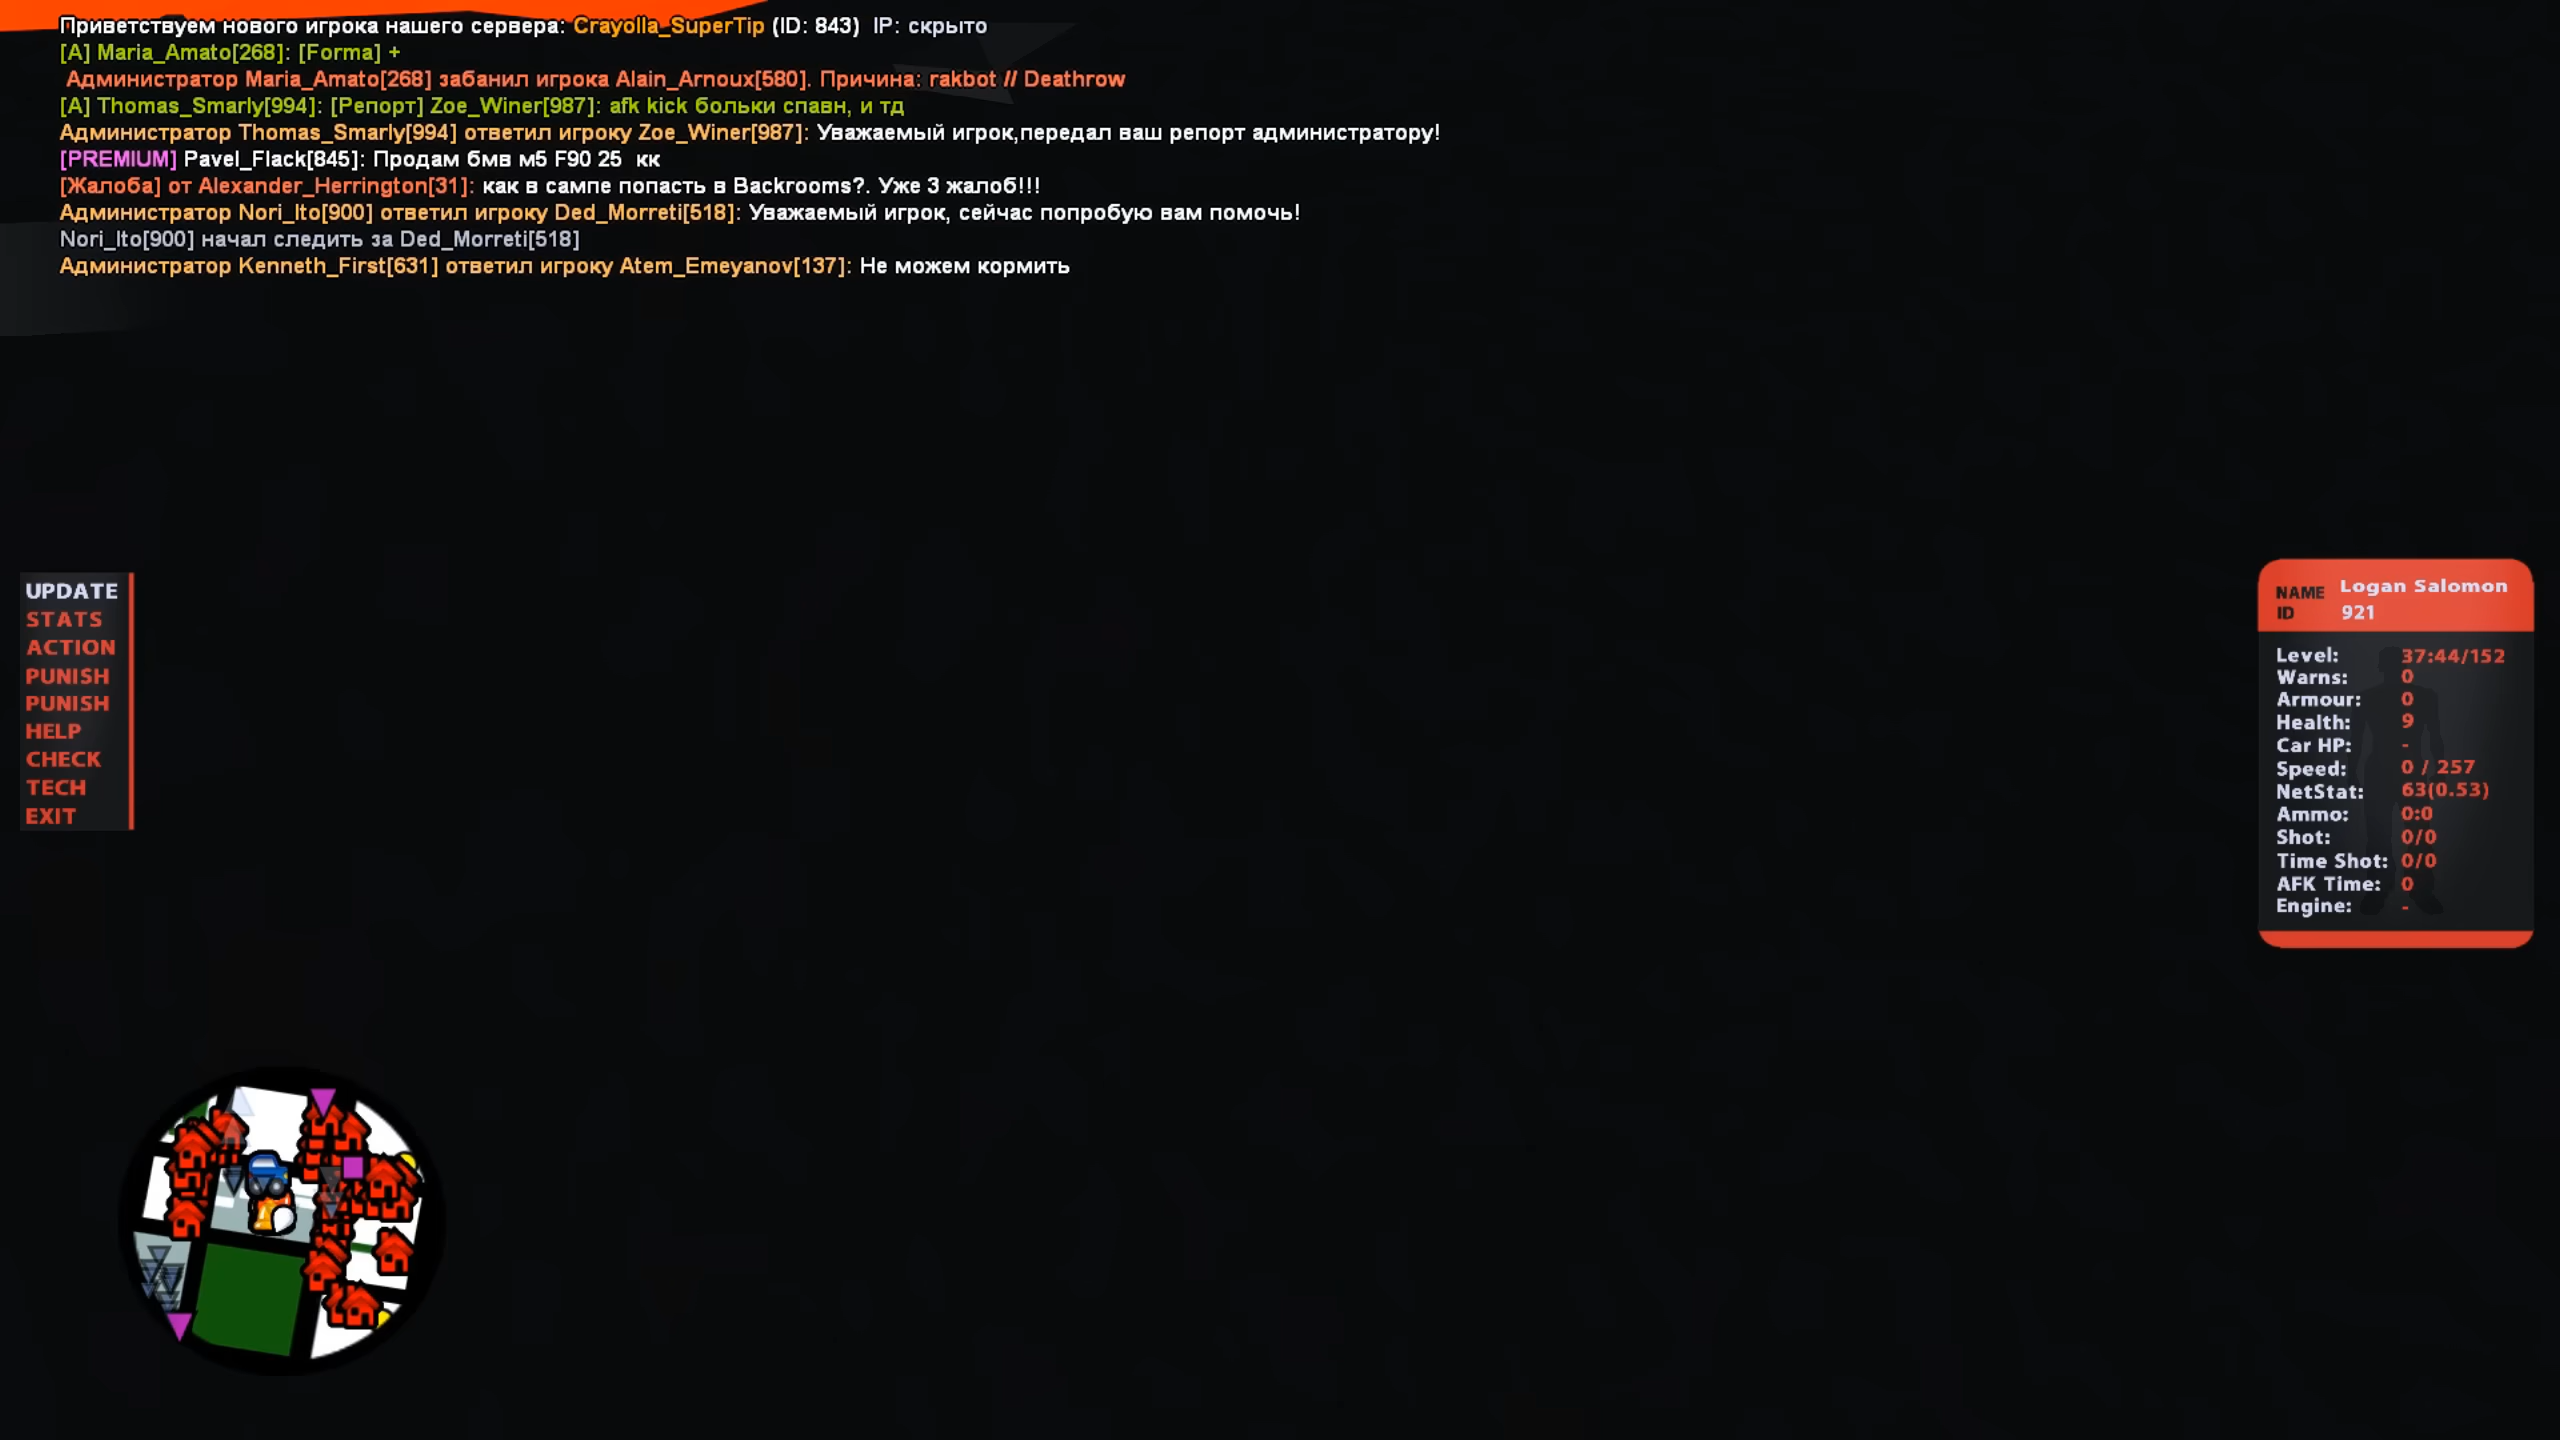 Приветствуем нового игрока нашего сервера: Crayolla_SuperTip (ID: 843)  IP: скрыто
[A] Maria_Amato[268]: [Forma] +
Администратор Maria_Amato[268] забанил игрока Alain_Arnoux[580]. Причина: rakbot // Deathrow
[A] Thomas_Smarly[994]: [Репорт] Zoe_Winer[987]: afk kick больки спавн, и тд
Администратор Thomas_Smarly[994] ответил игроку Zoe_Winer[987]: Уважаемый игрок,передал ваш репорт администратору!
[PREMIUM] Pavel_Flack[845]: Продам бмв м5 F90 25  кк
[Жалоба] от Alexander_Herrington[31]: как в сампе попасть в Backrooms?. Уже 3 жалоб!!!
Администратор Nori_Ito[900] ответил игроку Ded_Morreti[518]: Уважаемый игрок, сейчас попробую вам помочь!
Nori_Ito[900] начал следить за Ded_Morreti[518]
Администратор Kenneth_First[631] ответил игроку Atem_Emeyanov[137]: Не можем кормить
UPDATE
STATS
ACTION
PUNISH
PUNISH
HELP
CHECK
TECH
EXIT
NAME Logan Salomon
ID 921
Level: 37:44/152
Warns: 0
Armour: 0
Health: 9
Car HP: -
Speed: 0 / 257
NetStat: 63(0.53)
Ammo: 0:0
Shot: 0/0
Time Shot: 0/0
AFK Time: 0
Engine: -